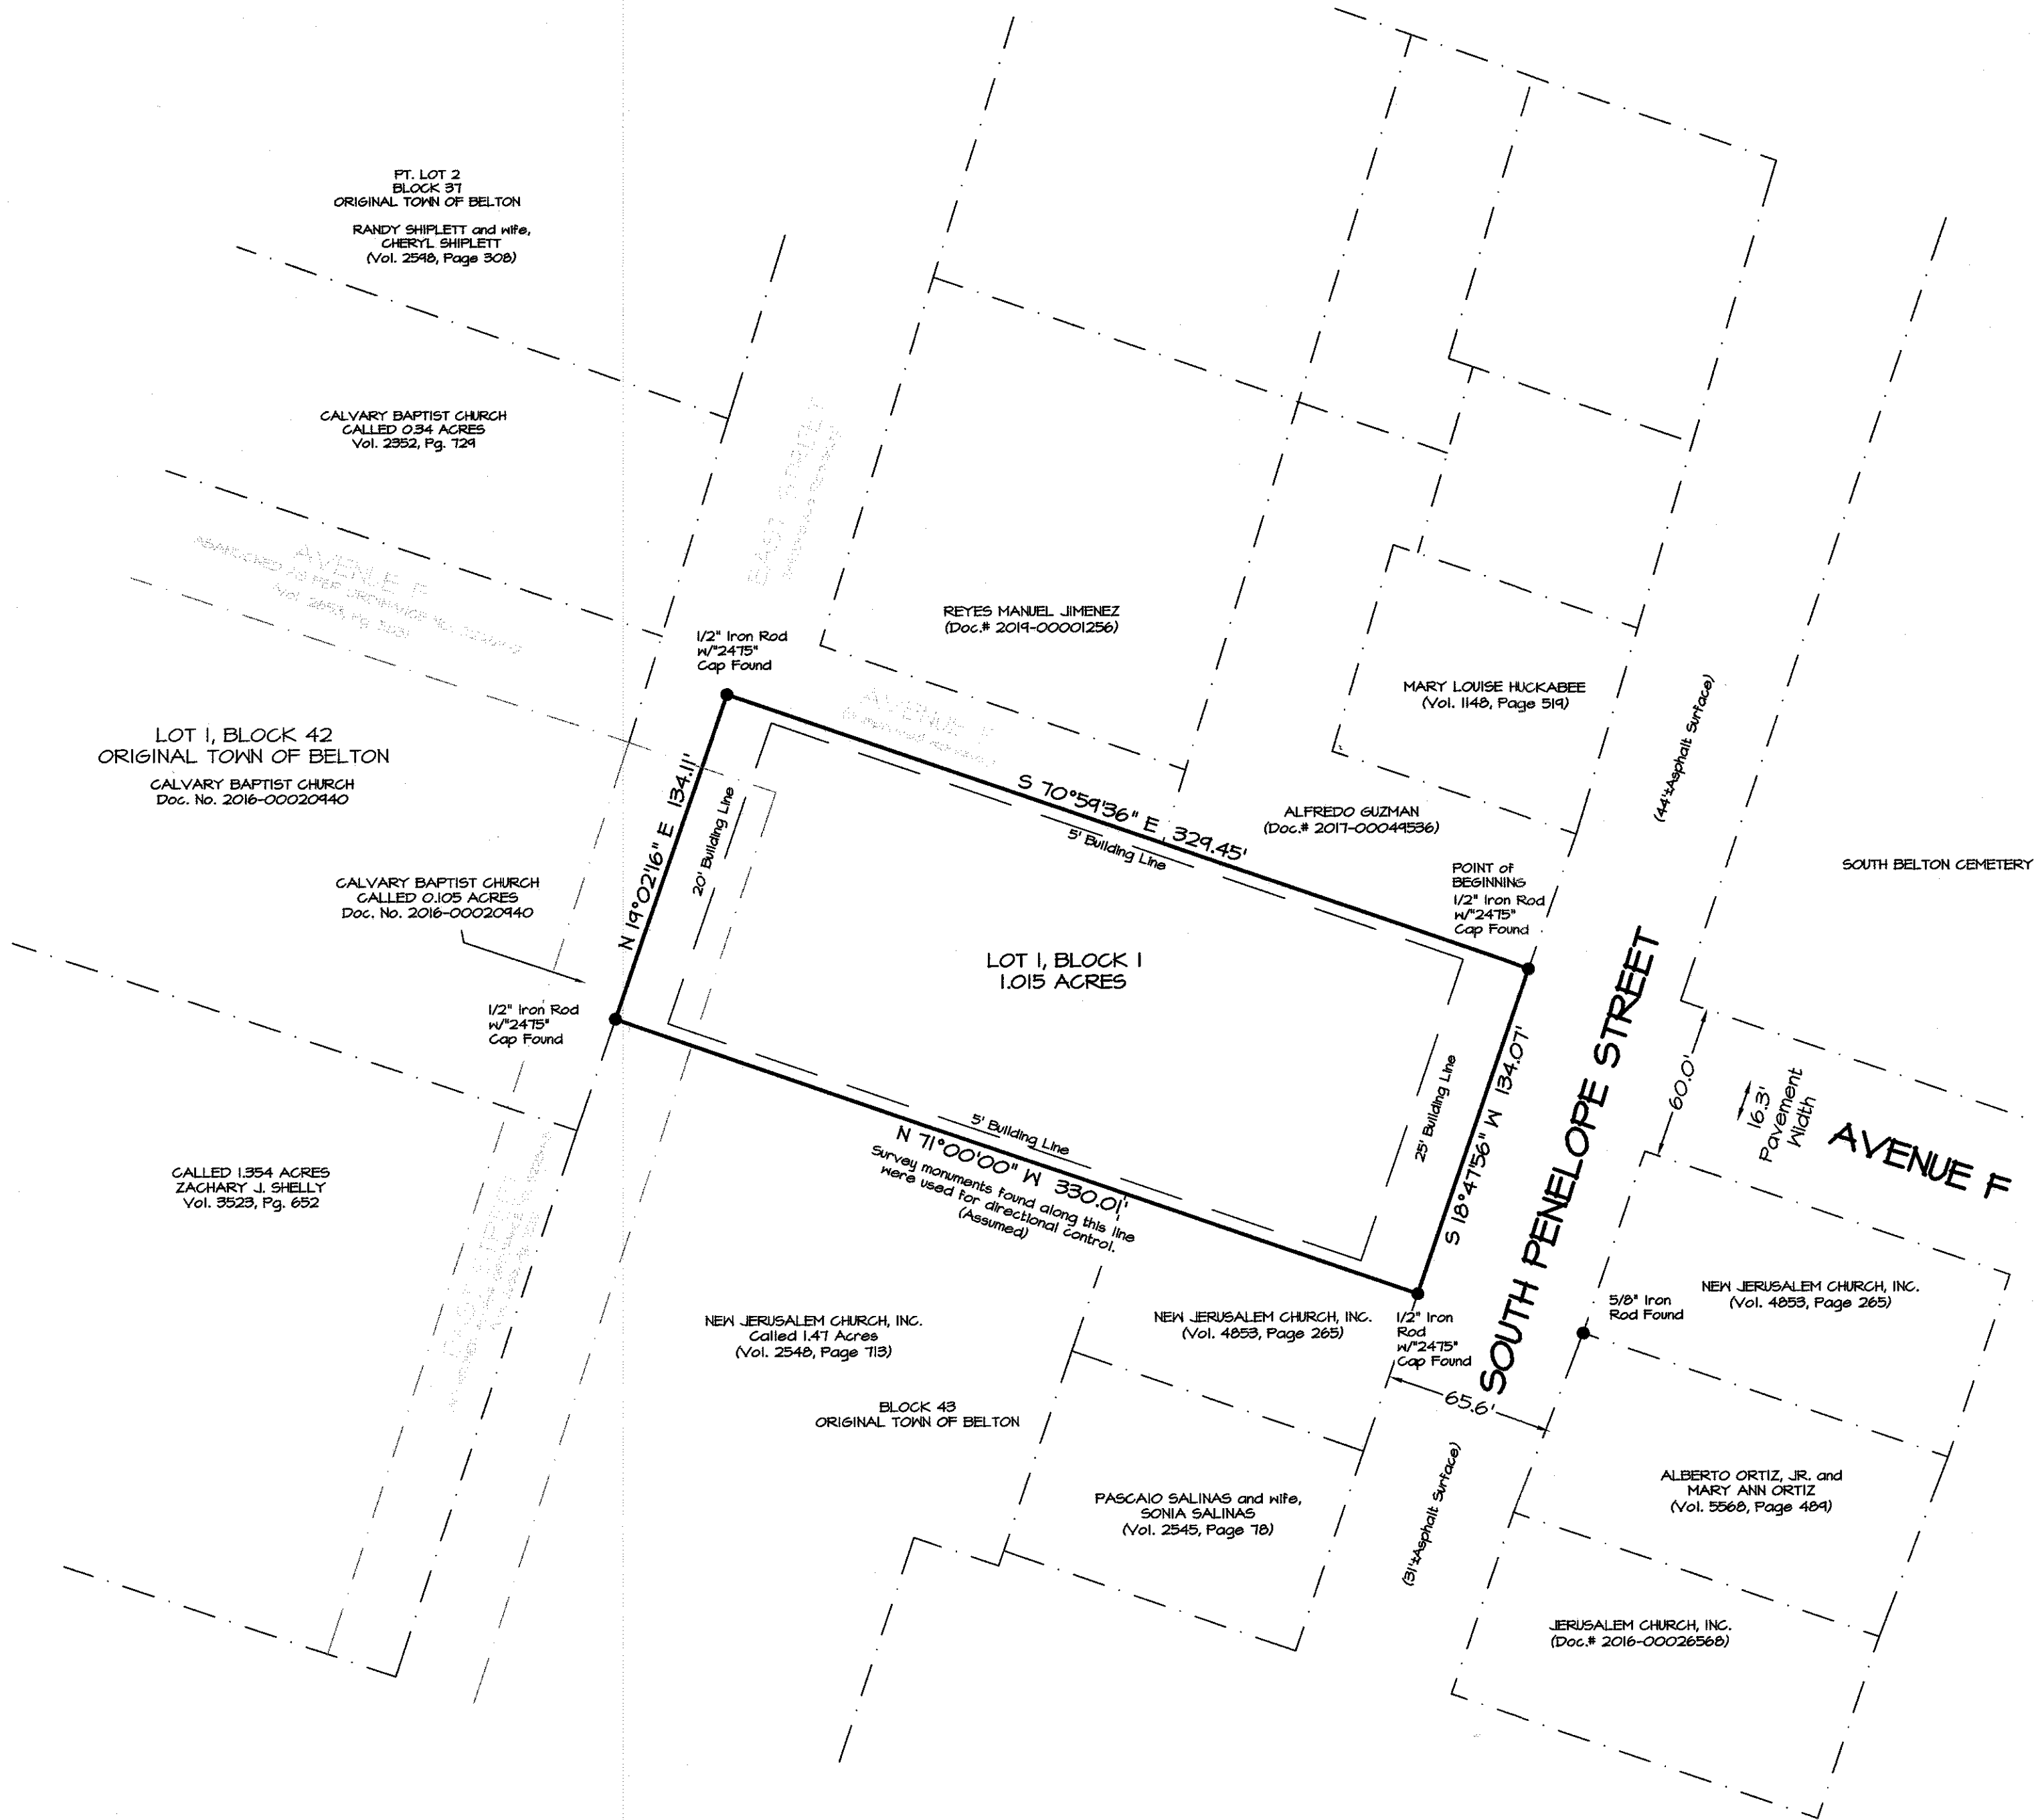 PT. LOT 2
BLOCK 37
ORIGINAL TOWN OF BELTON
RANDY SHIPLETT and wife,
CHERYL SHIPLETT
(Vol. 2598, Page 308)
CALVARY BAPTIST CHURCH
CALLED 0.34 ACRES
Vol. 2352, Pg. 729
AVENUE F
LOT 1, BLOCK 42
ORIGINAL TOWN OF BELTON
CALVARY BAPTIST CHURCH
Doc. No. 2016-00020940
CALVARY BAPTIST CHURCH
CALLED 0.105 ACRES
Doc. No. 2016-00020940
1/2" Iron Rod
w/"2475"
Cap Found
1/2" Iron Rod
w/"2475"
Cap Found
CALLED 1.354 ACRES
ZACHARY J. SHELLY
Vol. 3523, Pg. 652
REYES MANUEL JIMENEZ
(Doc.# 2019-00001256)
AVENUE F
MARY LOUISE HUCKABEE
(Vol. 1148, Page 519)
ALFREDO GUZMAN
(Doc.# 2017-00049536)
(44'±Asphalt Surface)
SOUTH BELTON CEMETERY
POINT of
BEGINNING
1/2" Iron Rod
w/"2475"
Cap Found
N 19°02'16" E 134.11'
20' Building Line
S 70°59'36" E 329.45'
5' Building Line
LOT 1, BLOCK 1
1.015 ACRES
25' Building Line
S 18°47'56" W 134.07'
5' Building Line
N 71°00'00" W 330.01'
Survey monuments found along this line
were used for directional control.
(Assumed)
SOUTH PENELOPE STREET
60.0'
16.3'
Pavement
Width
AVENUE F
NEW JERUSALEM CHURCH, INC.
Called 1.47 Acres
(Vol. 2548, Page 713)
BLOCK 43
ORIGINAL TOWN OF BELTON
NEW JERUSALEM CHURCH, INC.
(Vol. 4853, Page 265)
1/2" Iron
Rod
w/"2475"
Cap Found
65.6'
5/8" Iron
Rod Found
NEW JERUSALEM CHURCH, INC.
(Vol. 4853, Page 265)
PASCAIO SALINAS and wife,
SONIA SALINAS
(Vol. 2545, Page 78)
(31'±Asphalt Surface)
ALBERTO ORTIZ, JR. and
MARY ANN ORTIZ
(Vol. 5568, Page 489)
JERUSALEM CHURCH, INC.
(Doc.# 2016-00026568)